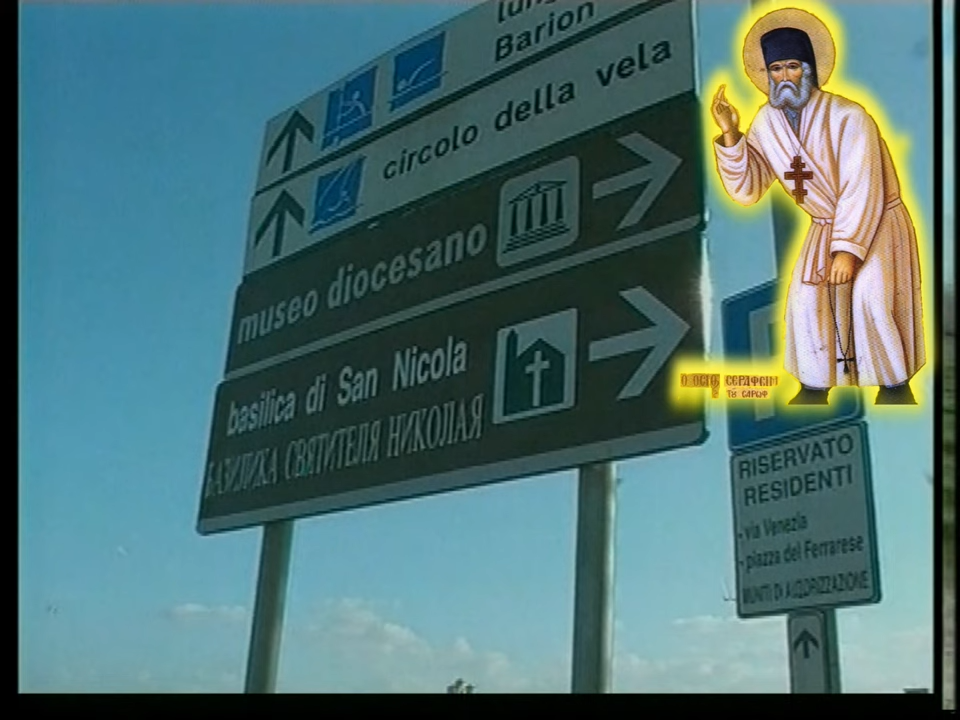 Barion
circolo della vela
museo diocesano
basilica di San Nicola
БАЗИЛИКА СВЯТИТЕЛЯ НИКОЛАЯ
RISERVATO
RESIDENTI
- via Venezia
- piazza del Ferrarese
MUNITI DI AUTORIZZAZIONE